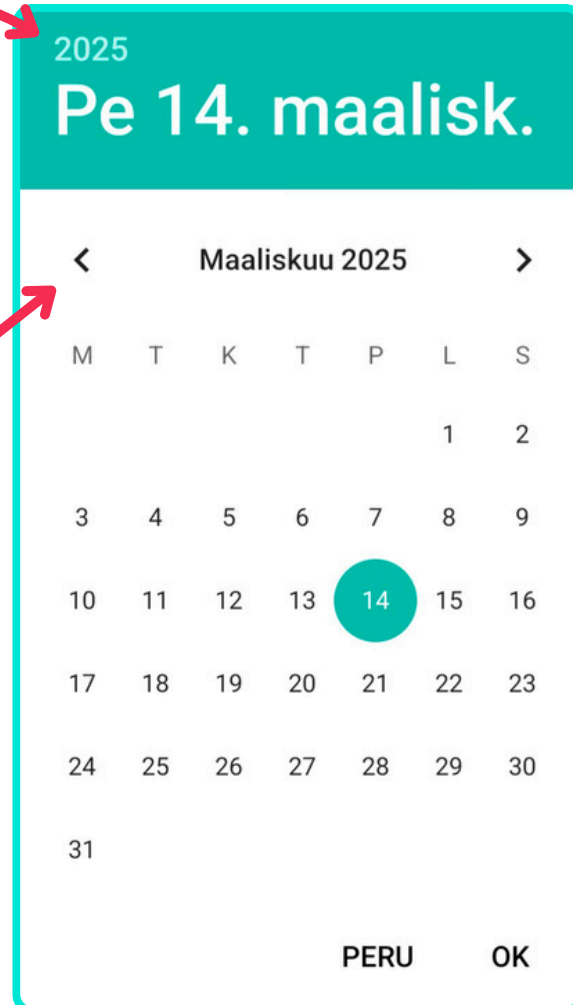 2025
Pe 14. maalisk.
Maaliskuu 2025
M T K T P L S
1 2
3 4 5 6 7 8 9
10 11 12 13 14 15 16
17 18 19 20 21 22 23
24 25 26 27 28 29 30
31
PERU OK